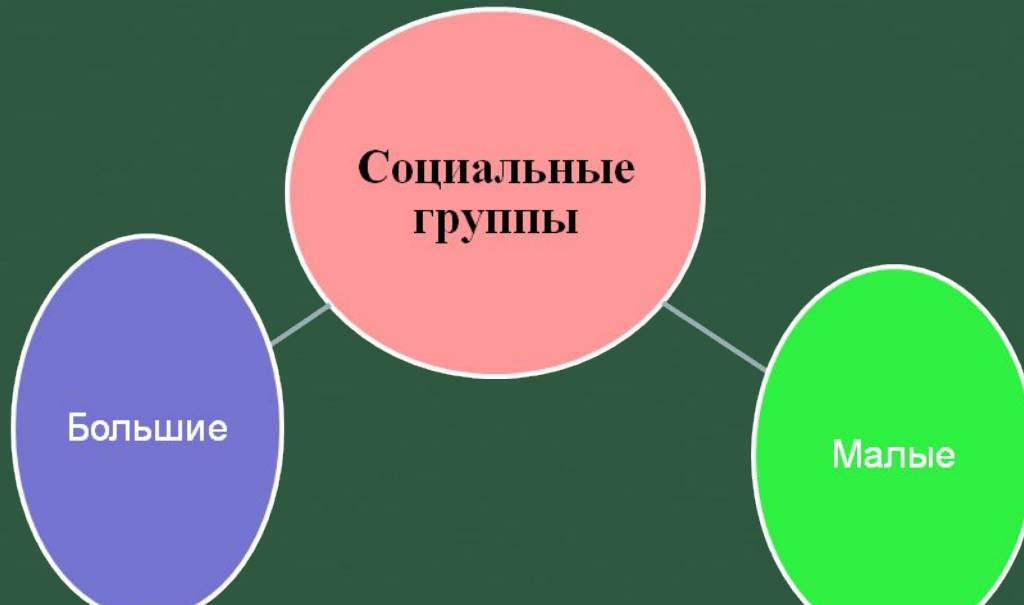 Социальные
группы
Большие
Малые